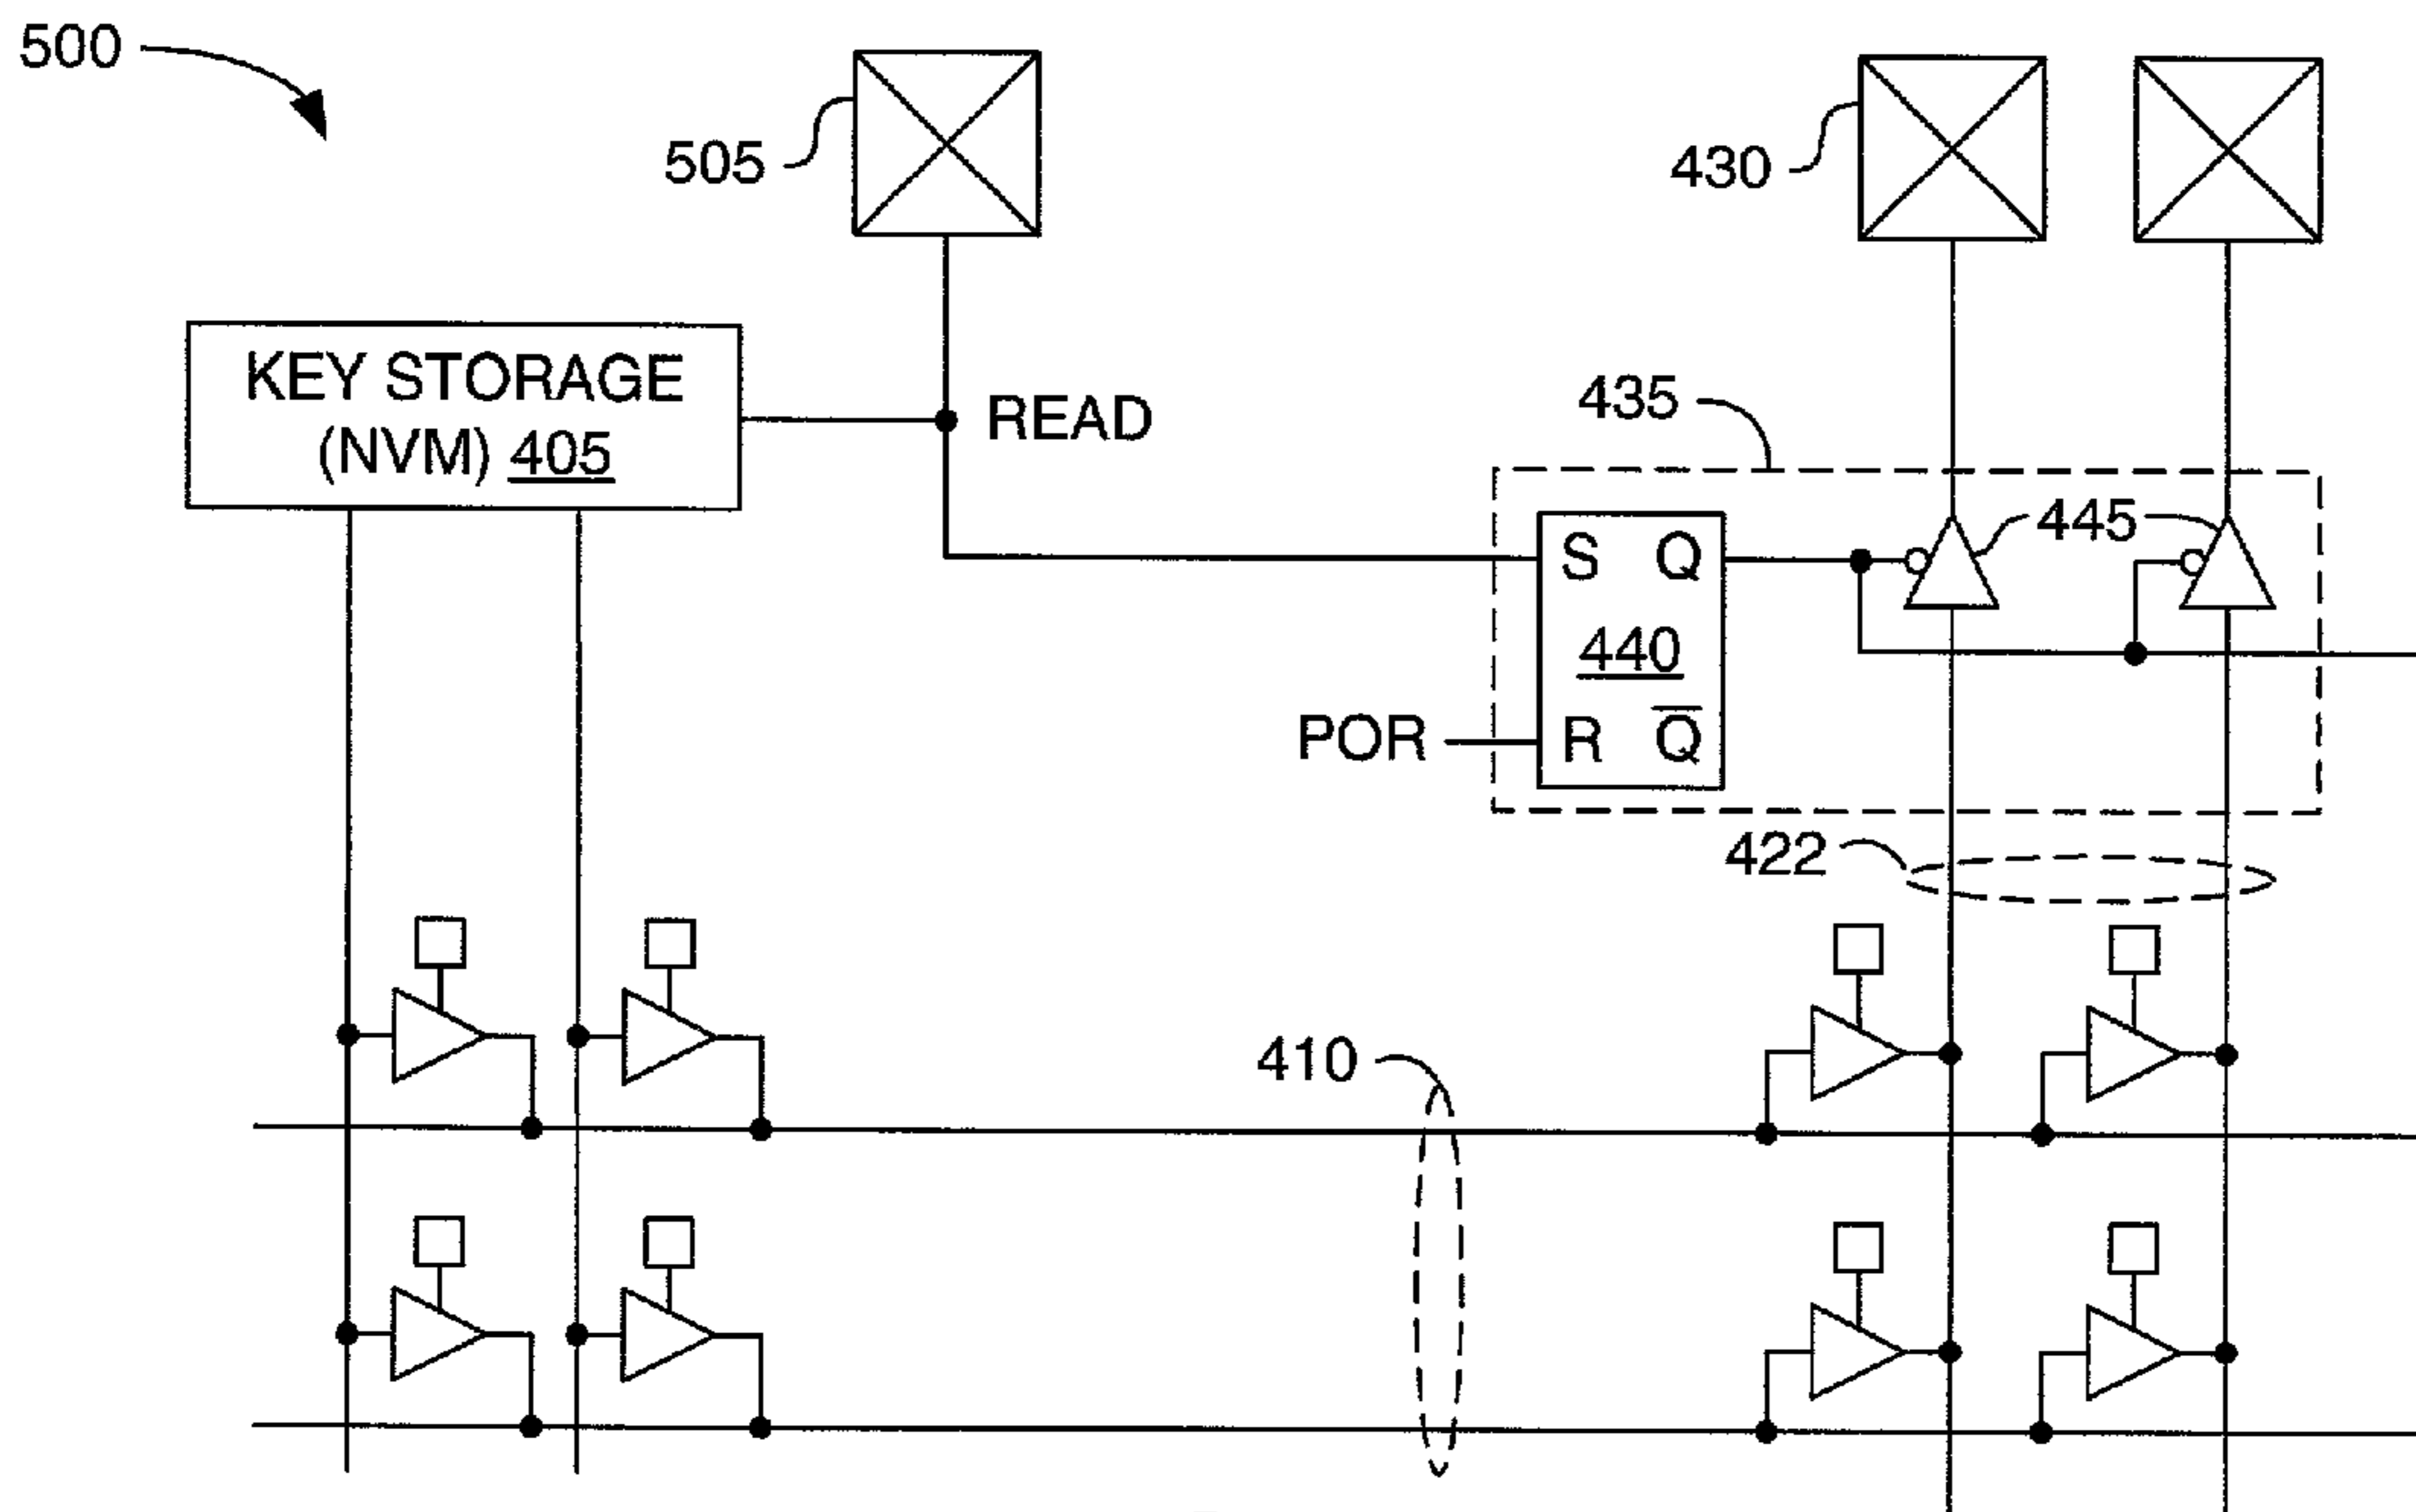 500
505
430
KEY STORAGE
(NVM) 405
READ
435
445
S Q
440
R Q̅
POR
422
410